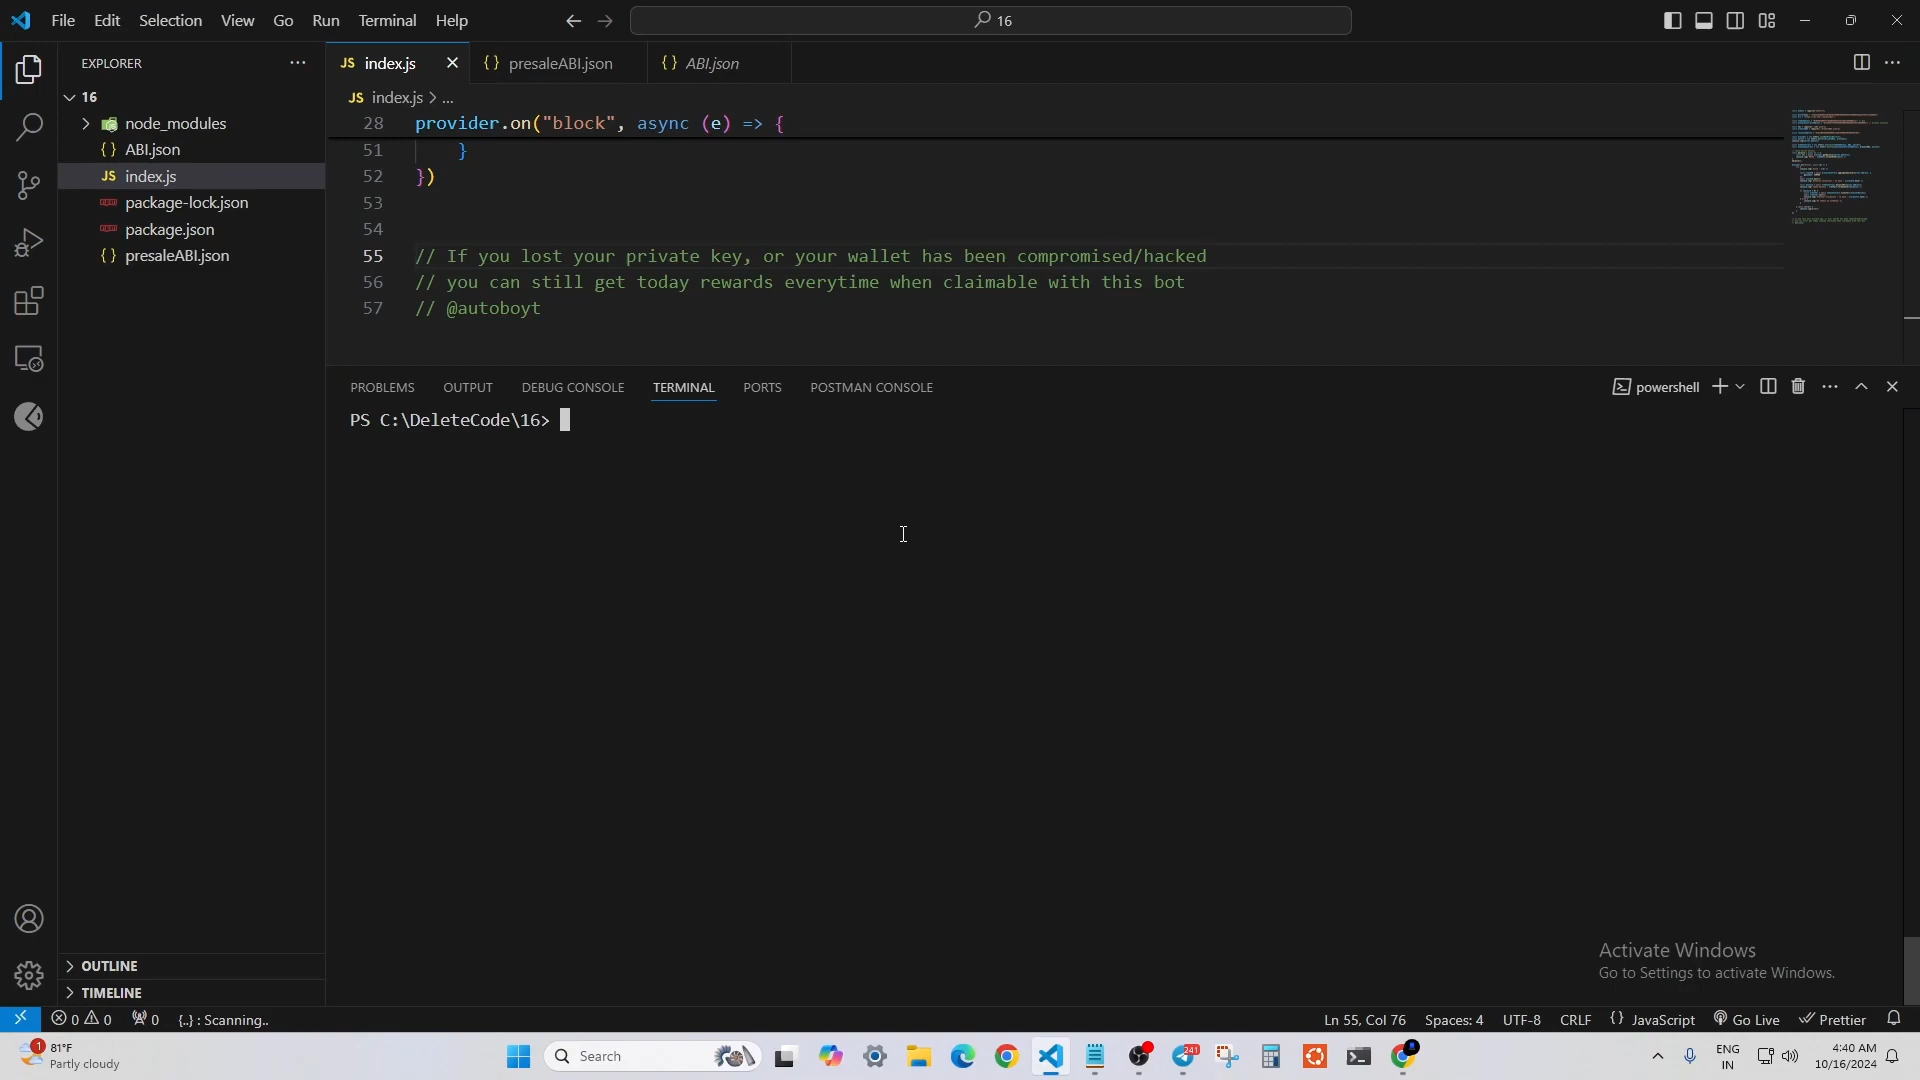 File Edit Selection View Go Run Terminal Help
16
EXPLORER
JS index.js
{} presaleABI.json
{} ABI.json
16
node_modules
{} ABI.json
JS index.js
package-lock.json
package.json
{} presaleABI.json
JS index.js > ...
28 provider.on("block", async (e) => {
51 }
52 })
53
54
55 // If you lost your private key, or your wallet has been compromised/hacked
56 // you can still get today rewards everytime when claimable with this bot
57 // @autoboyt
PROBLEMS OUTPUT DEBUG CONSOLE TERMINAL PORTS POSTMAN CONSOLE
powershell
PS C:\DeleteCode\16>
Activate Windows
Go to Settings to activate Windows.
OUTLINE
TIMELINE
0 0 0 {..} : Scanning..
Ln 55, Col 76 Spaces: 4 UTF-8 CRLF {} JavaScript Go Live Prettier
1
81°F
Partly cloudy
Search
241
ENG
IN
4:40 AM
10/16/2024